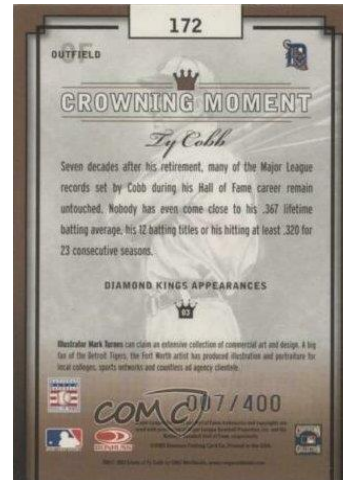 172
OF
OUTFIELD
CROWNING MOMENT
Ty Cobb
Seven decades after his retirement, many of the Major League
records set by Cobb during his Hall of Fame career remain
untouched. Nobody has even come close to his .367 lifetime
batting average, his 12 batting titles or his hitting at least .320 for
23 consecutive seasons.
DIAMOND KINGS APPEARANCES
03
Illustrator Mark Ternes can claim an extensive collection of commercial art and design. A big
fan of the Detroit Tigers, the Fort Worth artist has produced illustration and portraiture for
local colleges, sports networks and countless ad agency clientele.
007/400
COMC